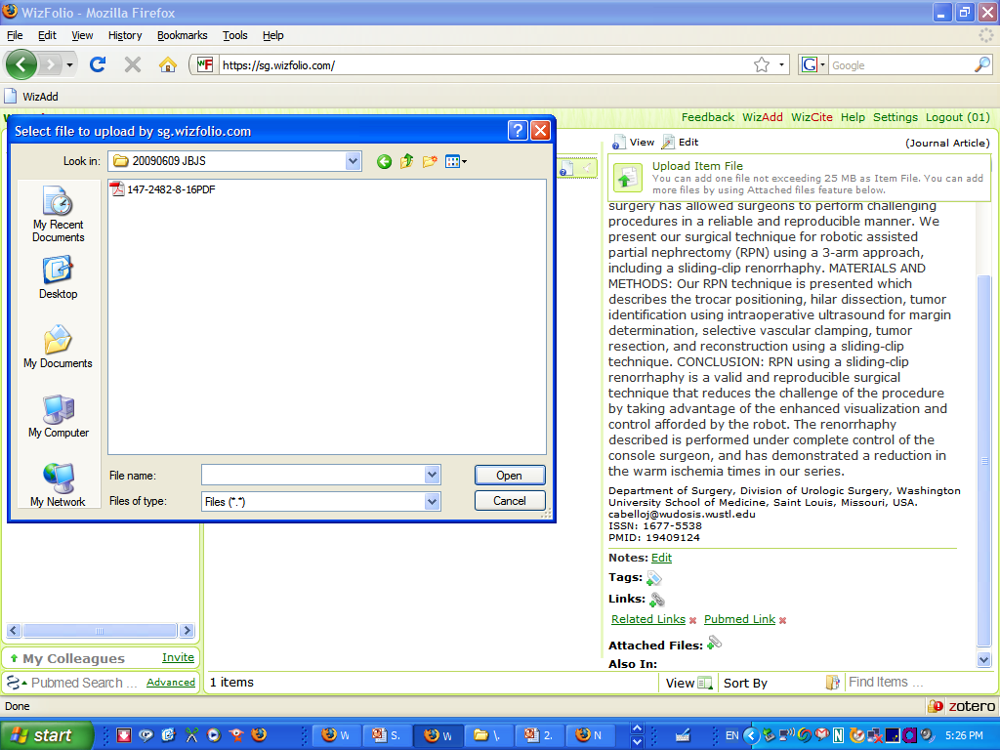 WizFolio - Mozilla Firefox
File Edit View History Bookmarks Tools Help
https://sg.wizfolio.com/
Google
WizAdd
Feedback WizAdd WizCite Help Settings Logout (01)
Select file to upload by sg.wizfolio.com
Look in: 20090609 JBJS
147-2482-8-16PDF
My Recent
Documents
Desktop
My Documents
My Computer
My Network
File name:
Open
Files of type: Files (*.*)
Cancel
View Edit (Journal Article)
Upload Item File
You can add one file not exceeding 25 MB as Item File. You can add
more files by using Attached files feature below.
surgery has allowed surgeons to perform challenging
procedures in a reliable and reproducible manner. We
present our surgical technique for robotic assisted
partial nephrectomy (RPN) using a 3-arm approach,
including a sliding-clip renorrhaphy. MATERIALS AND
METHODS: Our RPN technique is presented which
describes the trocar positioning, hilar dissection, tumor
identification using intraoperative ultrasound for margin
determination, selective vascular clamping, tumor
resection, and reconstruction using a sliding-clip
technique. CONCLUSION: RPN using a sliding-clip
renorrhaphy is a valid and reproducible surgical
technique that reduces the challenge of the procedure
by taking advantage of the enhanced visualization and
control afforded by the robot. The renorrhaphy
described is performed under complete control of the
console surgeon, and has demonstrated a reduction in
the warm ischemia times in our series.
Department of Surgery, Division of Urologic Surgery, Washington
University School of Medicine, Saint Louis, Missouri, USA.
cabelloj@wudosis.wustl.edu
ISSN: 1677-5538
PMID: 19409124
Notes: Edit
Tags:
Links:
Related Links Pubmed Link
Attached Files:
Also In:
My Colleagues Invite
Pubmed Search ... Advanced
1 items
View Sort By Find Items ...
Done
zotero
start
W
S.
W
\.
2.
N
EN
5:26 PM